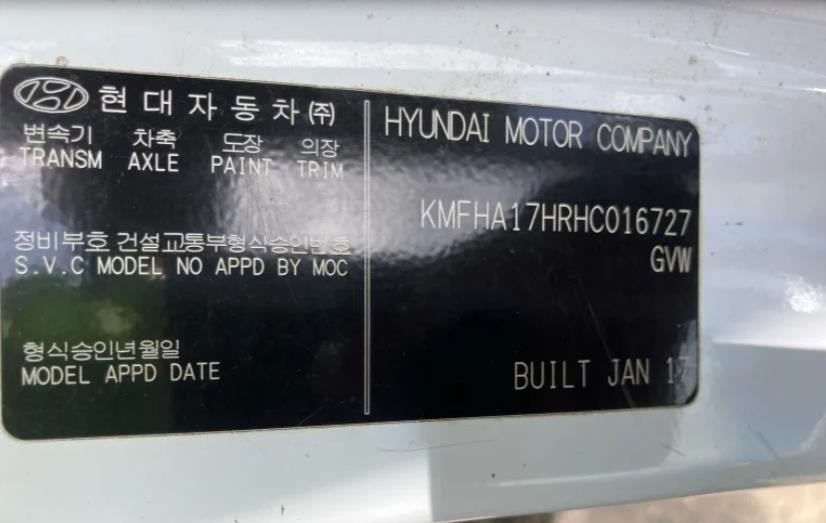 현대자동차㈜
변속기 차축 도장 의장
TRANSM AXLE PAINT TRIM
정비부호 건설교통부형식승인번호
S.V.C MODEL NO APPD BY MOC
형식승인년월일
MODEL APPD DATE
HYUNDAI MOTOR COMPANY
KMFHA17HRHC016727
GVW
BUILT JAN 17